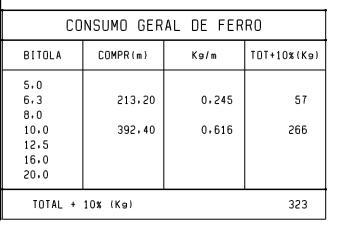 CONSUMO GERAL DE FERRO
BITOLA COMPR(m) Kg/m TOT+10%(Kg)
5,0
6,3 213,20 0,245 57
8,0
10,0 392,40 0,616 266
12,5
16,0
20,0
TOTAL + 10% (Kg) 323